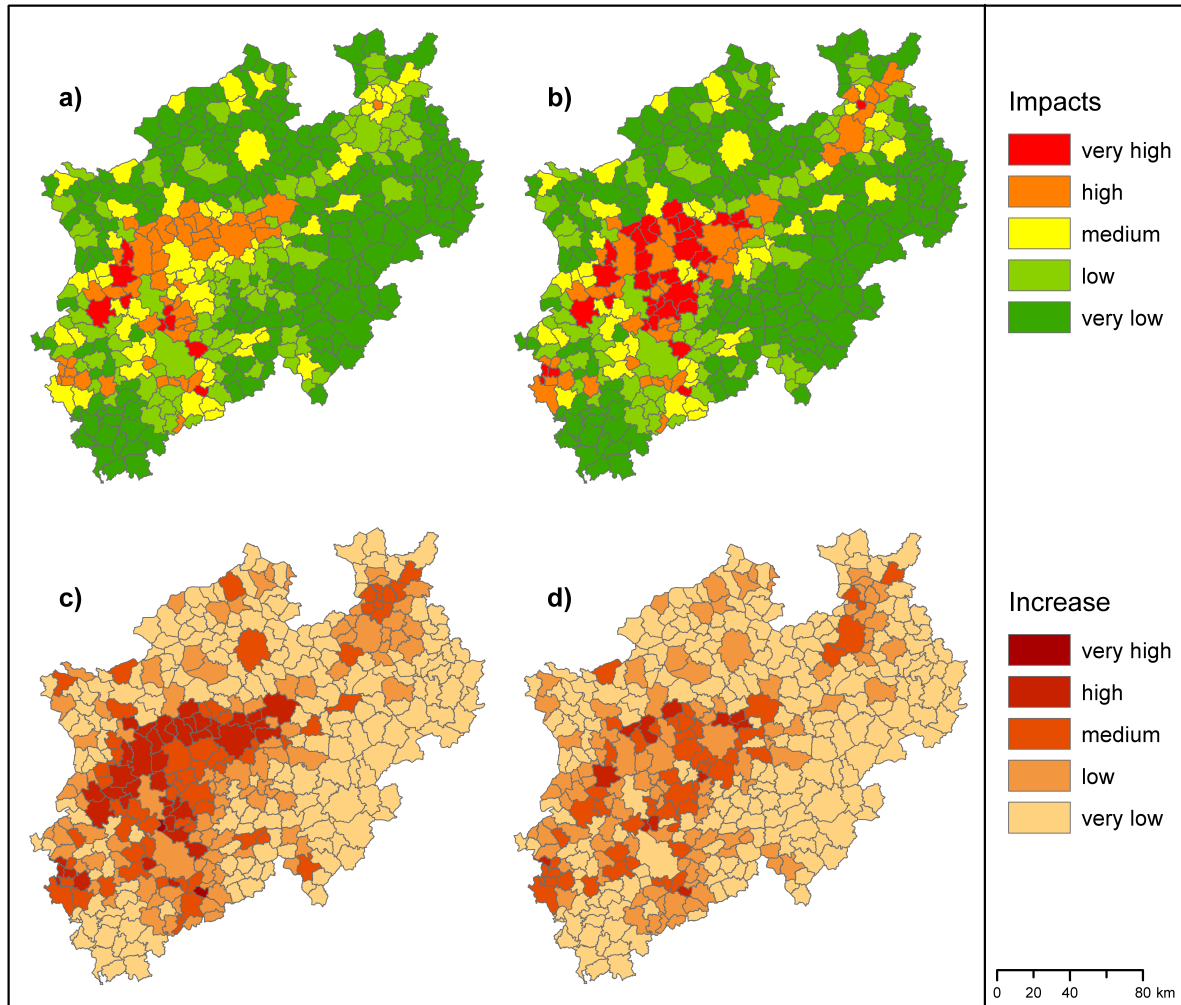 a)
b)
c)
d)
Impacts
very high
high
medium
low
very low
Increase
very high
high
medium
low
very low
0 20 40 80 km